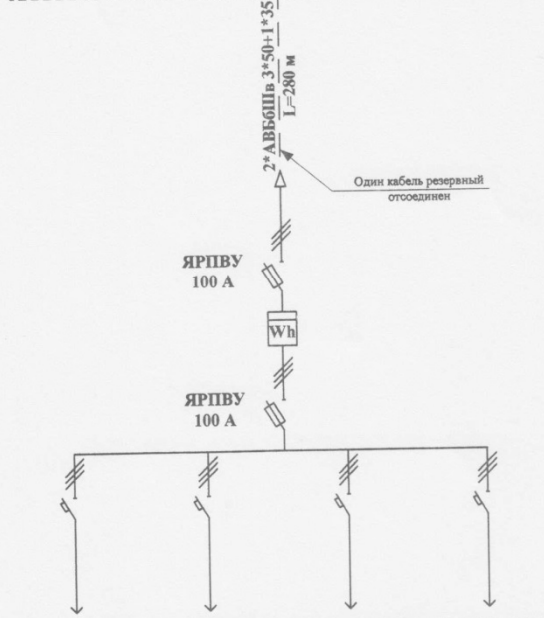 2*АВБбШв 3*50+1*35
L=280 м
Один кабель резервный
отсоединен
ЯРПВУ
100 А
Wh
ЯРПВУ
100 А